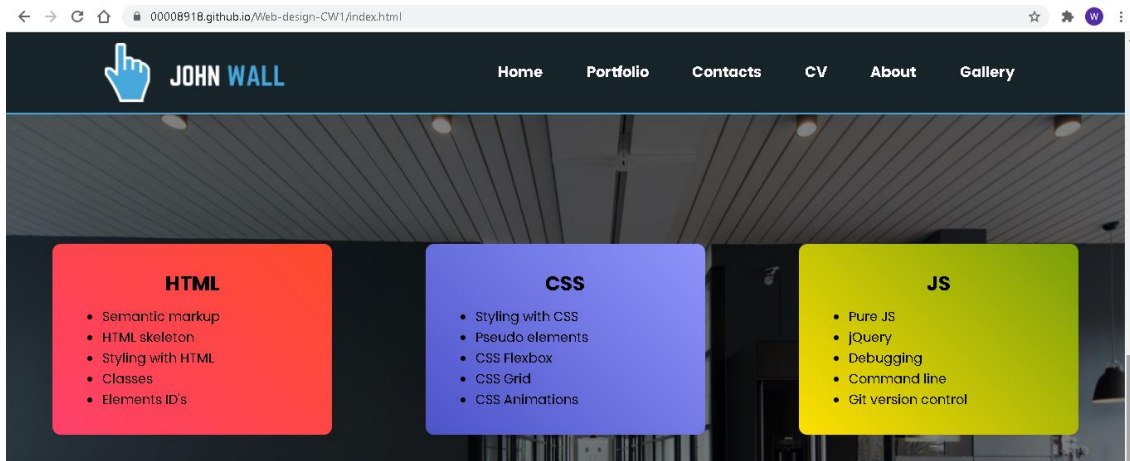 00008918.github.io/Web-design-CW1/index.html
W
JOHN WALL
Home Portfolio Contacts CV About Gallery
HTML
Semantic markup
HTML skeleton
Styling with HTML
Classes
Elements ID's
CSS
Styling with CSS
Pseudo elements
CSS Flexbox
CSS Grid
CSS Animations
JS
Pure JS
jQuery
Debugging
Command line
Git version control